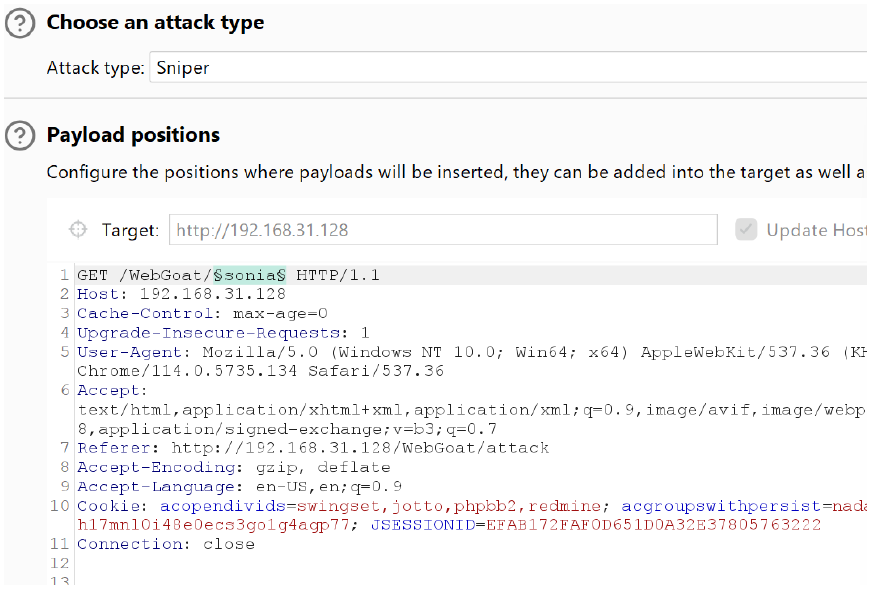 Choose an attack type
Attack type: Sniper
Payload positions
Configure the positions where payloads will be inserted, they can be added into the target as well a
Target: http://192.168.31.128 Update Host
1 GET /WebGoat/§sonia§ HTTP/1.1
2 Host: 192.168.31.128
3 Cache-Control: max-age=0
4 Upgrade-Insecure-Requests: 1
5 User-Agent: Mozilla/5.0 (Windows NT 10.0; Win64; x64) AppleWebKit/537.36 (KH
Chrome/114.0.5735.134 Safari/537.36
6 Accept:
text/html,application/xhtml+xml,application/xml;q=0.9,image/avif,image/webp
8,application/signed-exchange;v=b3;q=0.7
7 Referer: http://192.168.31.128/WebGoat/attack
8 Accept-Encoding: gzip, deflate
9 Accept-Language: en-US,en;q=0.9
10 Cookie: acopendivids=swingset,jotto,phpbb2,redmine; acgroupswithpersist=nada
h17mnl0i48e0ecs3go1g4agp77; JSESSIONID=EFAB172FAF0D651D0A32E37805763222
11 Connection: close
12
13